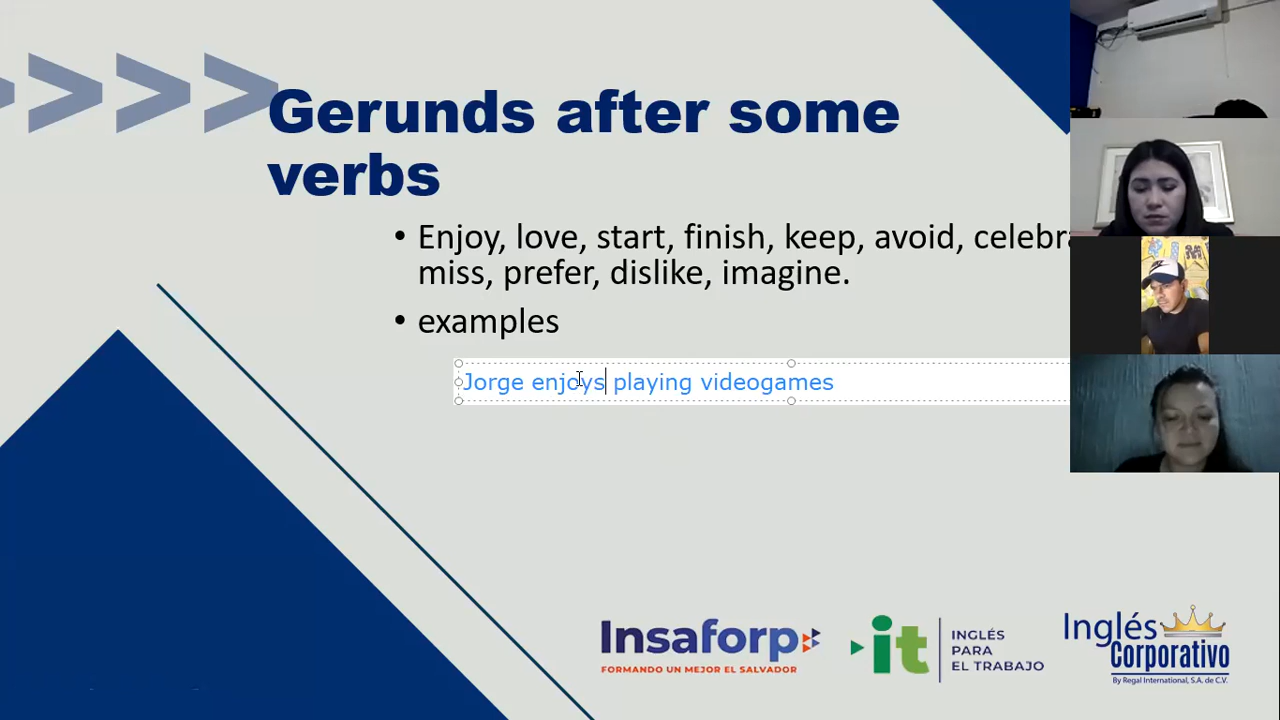 Gerunds after some
verbs
• Enjoy, love, start, finish, keep, avoid,
miss, prefer, dislike, imagine.
• examples
Jorge enjoys playing videogames
Insaforp
FORMANDO UN MEJOR EL SALVADOR
it
INGLÉS
PARA
EL TRABAJO
Inglés
Corporativo
By Regal International, S.A. de C.V.